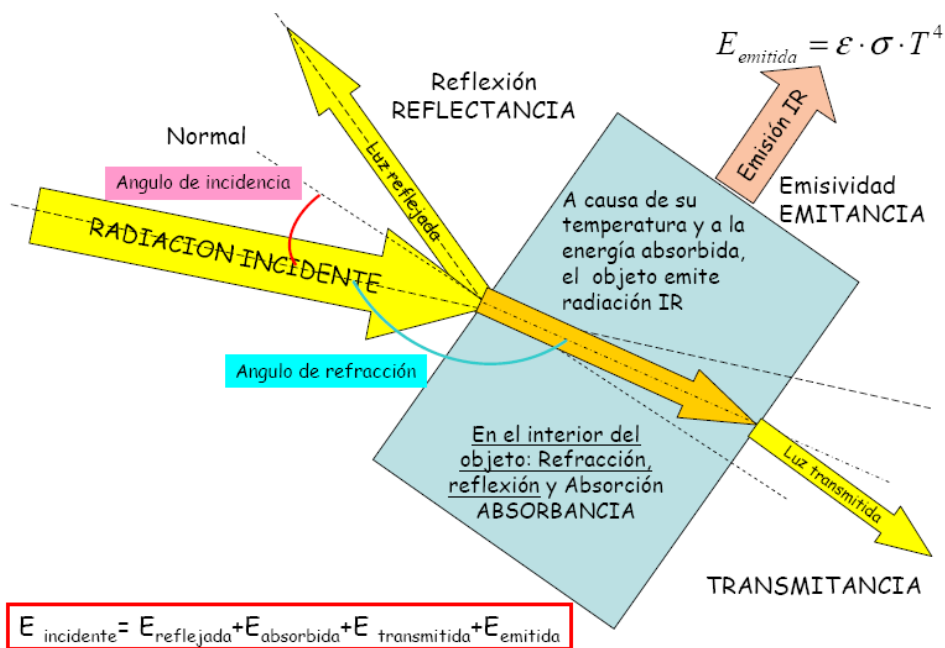 E emitida = ε · σ · T⁴
Reflexión
REFLECTANCIA
Normal
Angulo de incidencia
Luz reflejada
Emisión IR
Emisividad
EMITANCIA
RADIACION INCIDENTE
A causa de su
temperatura y a la
energía absorbida,
el objeto emite
radiación IR
Angulo de refracción
En el interior del
objeto: Refracción,
reflexión y Absorción
ABSORBANCIA
Luz transmitida
TRANSMITANCIA
E incidente= E reflejada+E absorbida+E transmitida+E emitida